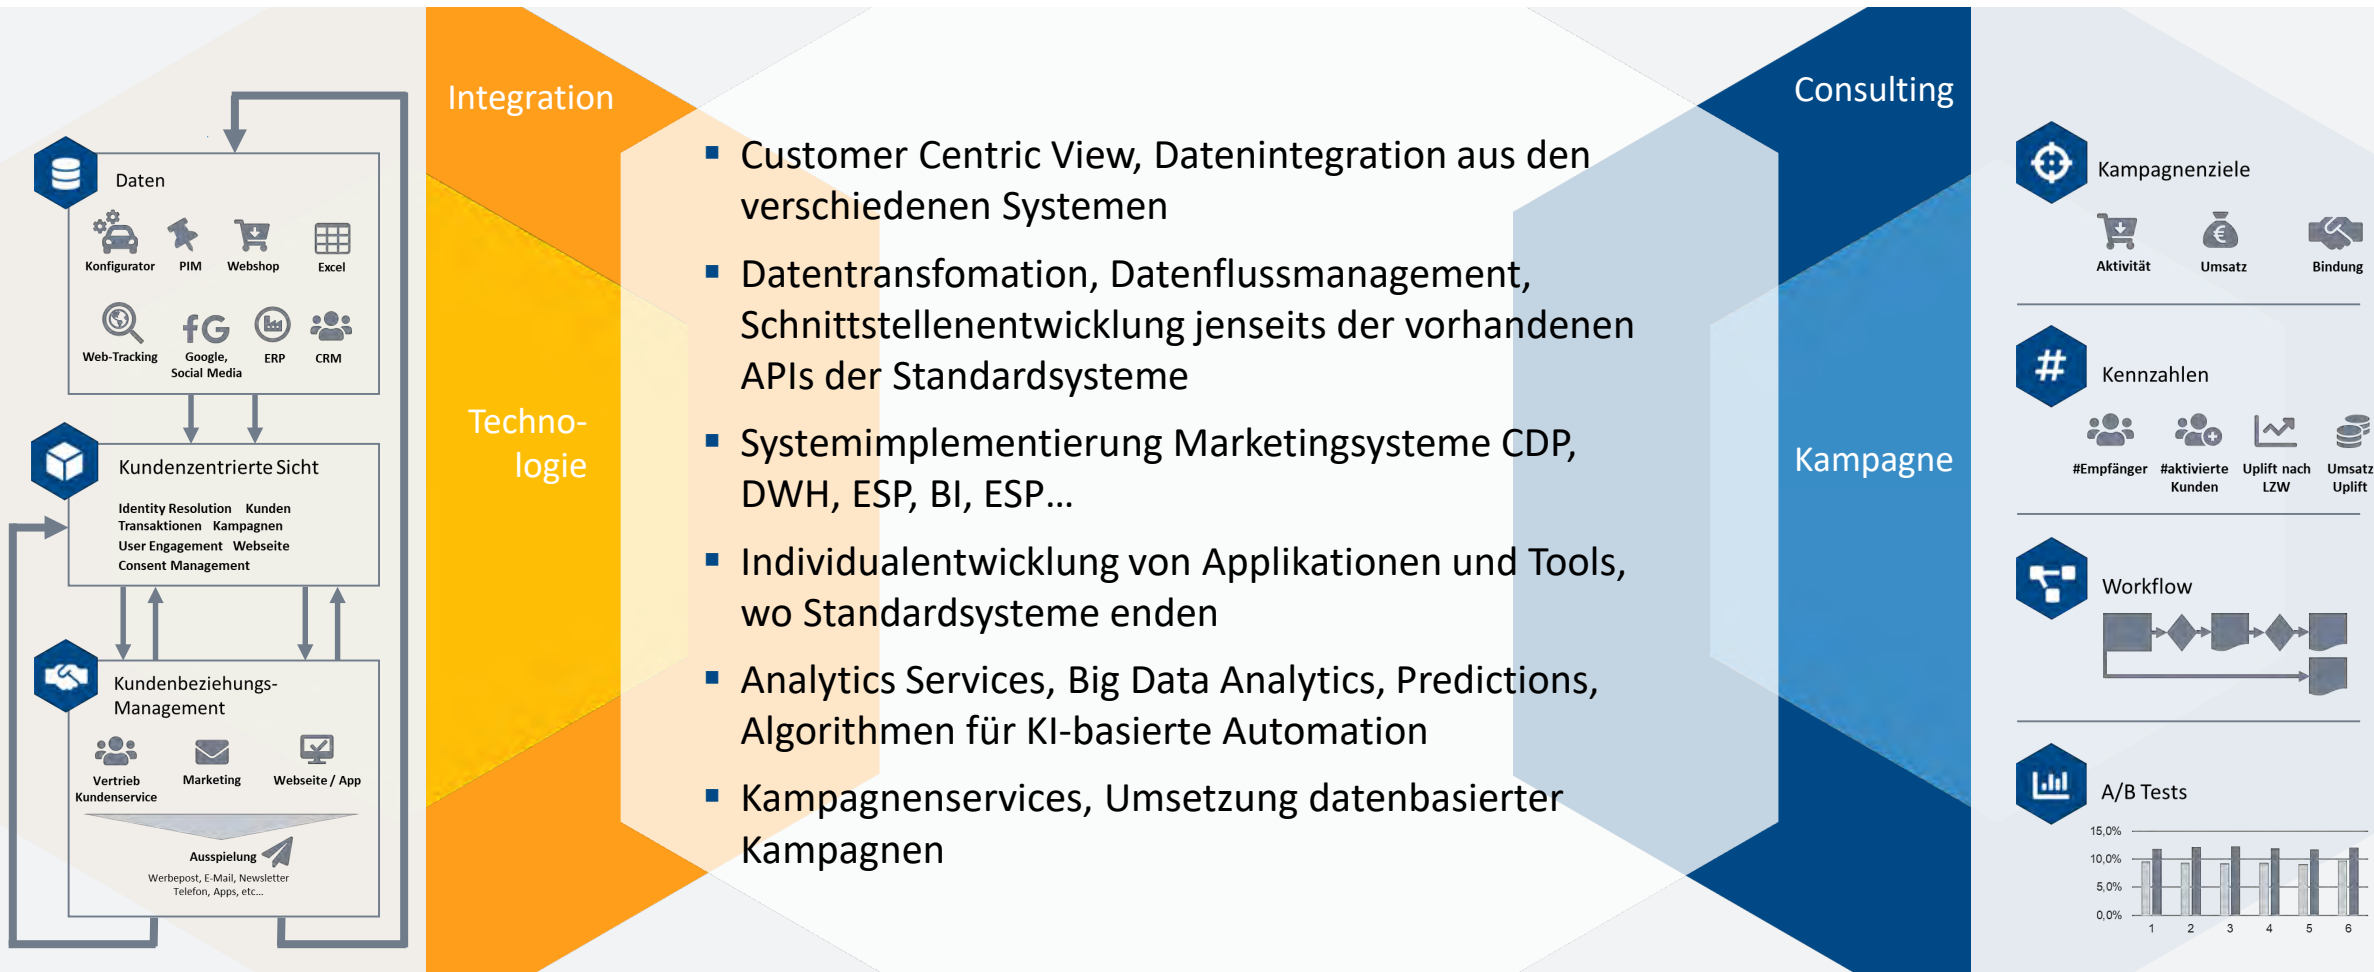 Daten
Konfigurator PIM Webshop Excel
Web-Tracking Google, Social Media ERP CRM
Kundenzentrierte Sicht
Identity Resolution Kunden
Transaktionen Kampagnen
User Engagement Webseite
Consent Management
Kundenbeziehungs-
Management
Vertrieb Kundenservice Marketing Webseite / App
Ausspielung
Werbepost, E-Mail, Newsletter
Telefon, Apps, etc...
Integration
Techno-
logie
Customer Centric View, Datenintegration aus den
verschiedenen Systemen
Datentransfomation, Datenflussmanagement,
Schnittstellenentwicklung jenseits der vorhandenen
APIs der Standardsysteme
Systemimplementierung Marketingsysteme CDP,
DWH, ESP, BI, ESP…
Individualentwicklung von Applikationen und Tools,
wo Standardsysteme enden
Analytics Services, Big Data Analytics, Predictions,
Algorithmen für KI-basierte Automation
Kampagnenservices, Umsetzung datenbasierter
Kampagnen
Consulting
Kampagne
Kampagnenziele
€
Aktivität Umsatz Bindung
#
Kennzahlen
#Empfänger #aktivierte Kunden Uplift nach LZW Umsatz Uplift
Workflow
A/B Tests
15,0%
10,0%
5,0%
0,0%
1 2 3 4 5 6